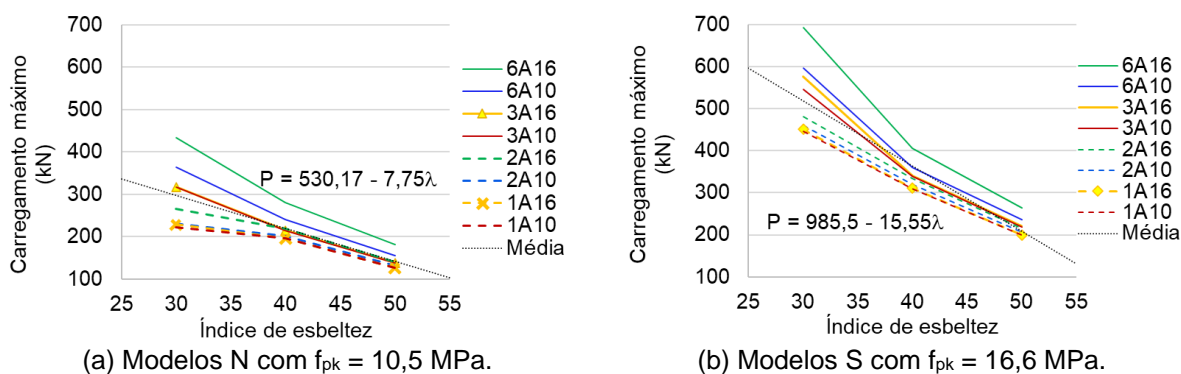 Carregamento máximo
(kN)
700
600
500
400
300
200
100
25
30
35
40
45
50
55
Índice de esbeltez
P = 530,17 - 7,75λ
6A16
6A10
3A16
3A10
2A16
2A10
1A16
1A10
Média
(a) Modelos N com fpk = 10,5 MPa.
Carregamento máximo
(kN)
700
600
500
400
300
200
100
25
30
35
40
45
50
55
Índice de esbeltez
P = 985,5 - 15,55λ
6A16
6A10
3A16
3A10
2A16
2A10
1A16
1A10
Média
(b) Modelos S com fpk = 16,6 MPa.